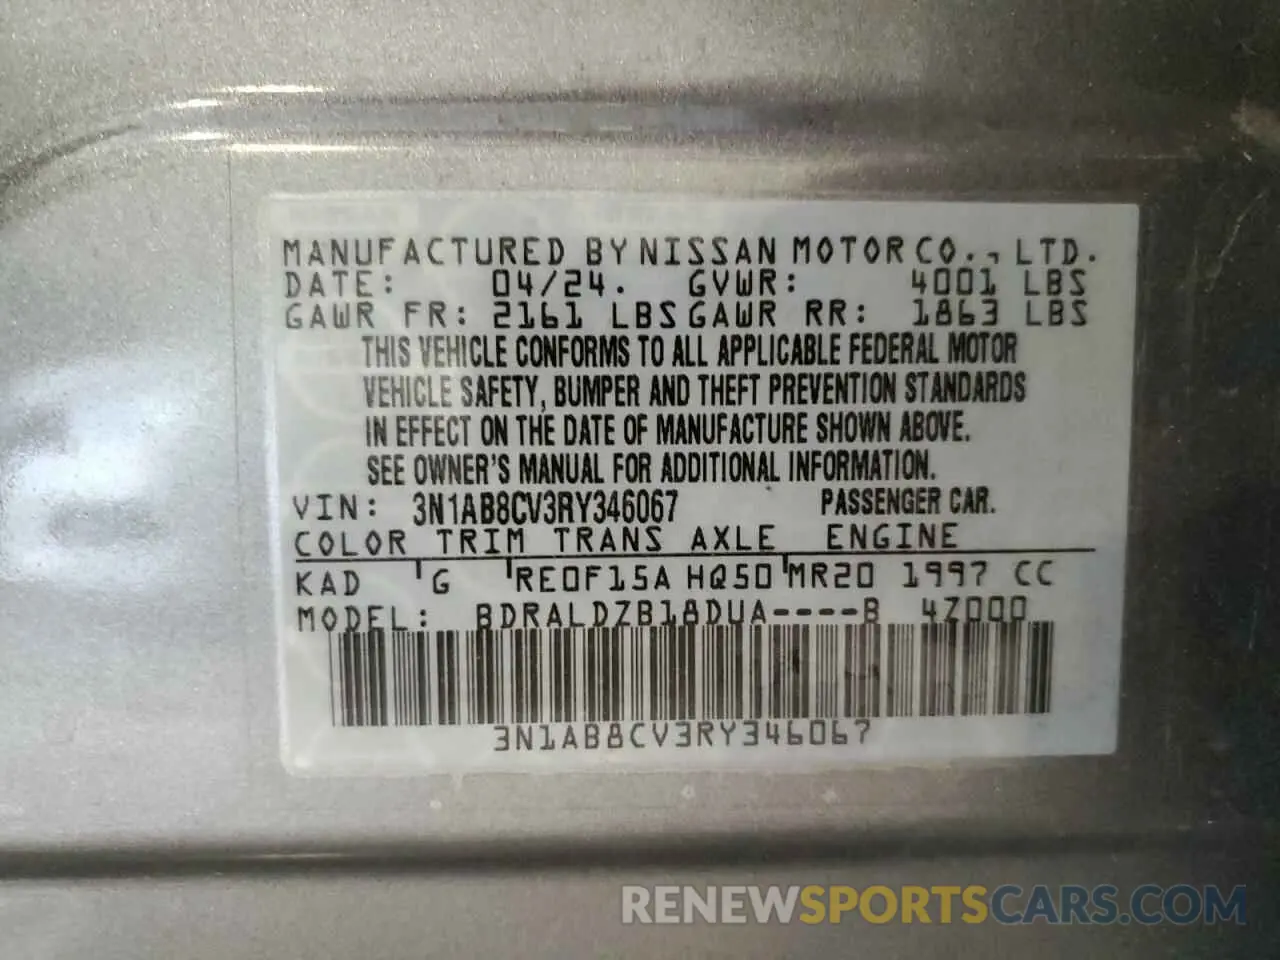 MANUFACTURED BY NISSAN MOTOR CO., LTD.
DATE: 04/24. GVWR: 4001 LBS
GAWR FR: 2161 LBS GAWR RR: 1863 LBS
THIS VEHICLE CONFORMS TO ALL APPLICABLE FEDERAL MOTOR
VEHICLE SAFETY, BUMPER AND THEFT PREVENTION STANDARDS
IN EFFECT ON THE DATE OF MANUFACTURE SHOWN ABOVE.
SEE OWNER'S MANUAL FOR ADDITIONAL INFORMATION.
VIN: 3N1AB8CV3RY346067 PASSENGER CAR.
COLOR TRIM TRANS AXLE ENGINE
KAD G RE0F15A HQ50 MR20 1997 CC
MODEL: BDRALDZB18DUA----B 4Z000
3N1AB8CV3RY346067
RENEWSPORTSCARS.COM